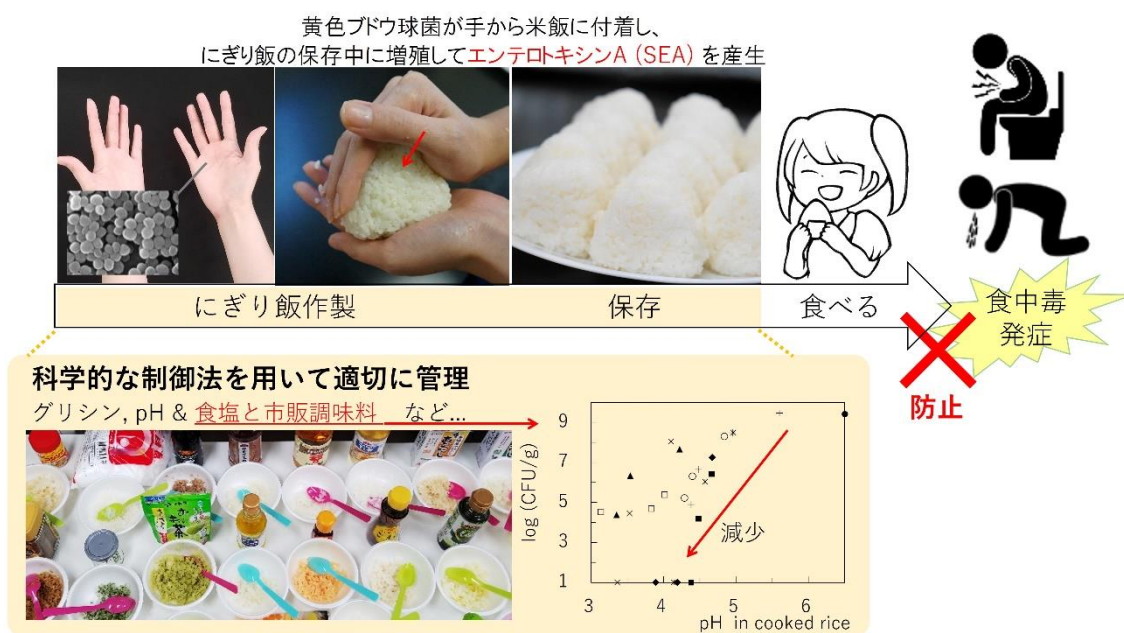 黄色ブドウ球菌が手から米飯に付着し、
にぎり飯の保存中に増殖してエンテロトキシンA (SEA) を産生
にぎり飯作製
保存
食べる
食中毒
発症
防止
科学的な制御法を用いて適切に管理
グリシン, pH & 食塩と市販調味料 など...
log (CFU/g)
9
7
5
3
1
減少
3
4
5
6
pH in cooked rice